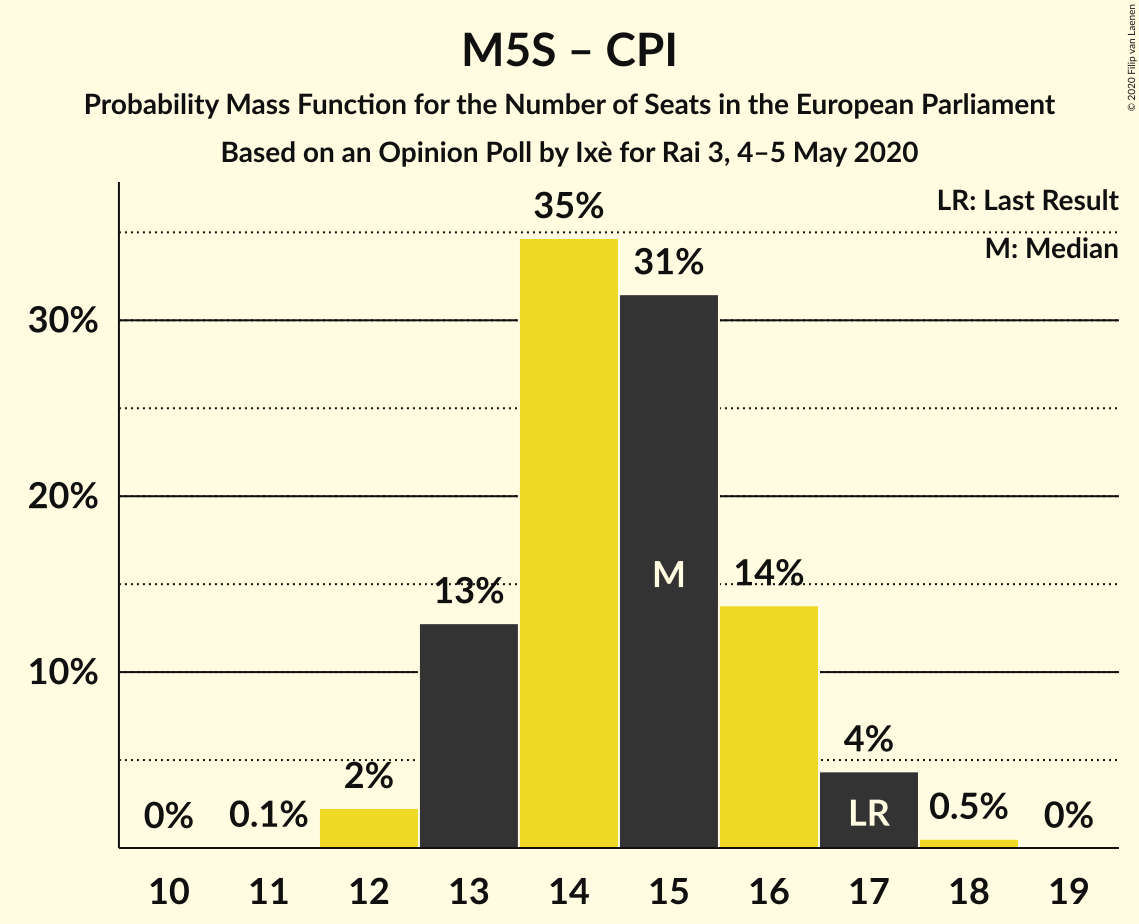 M5S – CPI
Probability Mass Function for the Number of Seats in the European Parliament
Based on an Opinion Poll by Ixè for Rai 3, 4–5 May 2020
© 2020 Filip van Laenen
LR: Last Result
M: Median
35%
31%
30%
20%
M
14%
13%
10%
4%
2%
0%
0.1%
LR
0.5%
0%
10 11 12 13 14 15 16 17 18 19